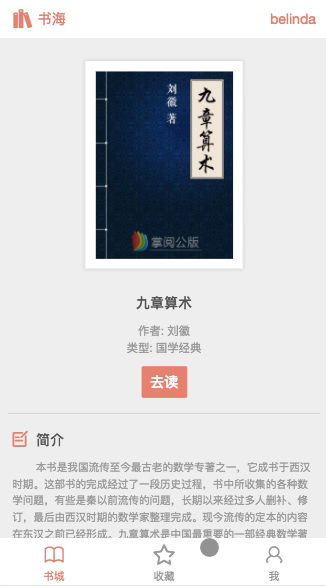 书海
belinda
九章算术
刘徽 著
掌阅公版
九章算术
作者: 刘徽
类型: 国学经典
去读
简介
本书是我国流传至今最古老的数学专著之一，它成书于西汉
时期。这部书的完成经过了一段历史过程，书中所收集的各种数
学问题，有些是秦以前流传的问题，长期以来经过多人删补、修
订，最后由西汉时期的数学家整理完成。现今流传的定本的内容
在东汉之前已经形成。九章算术是中国最重要的一部经典数学著
书城
收藏
我